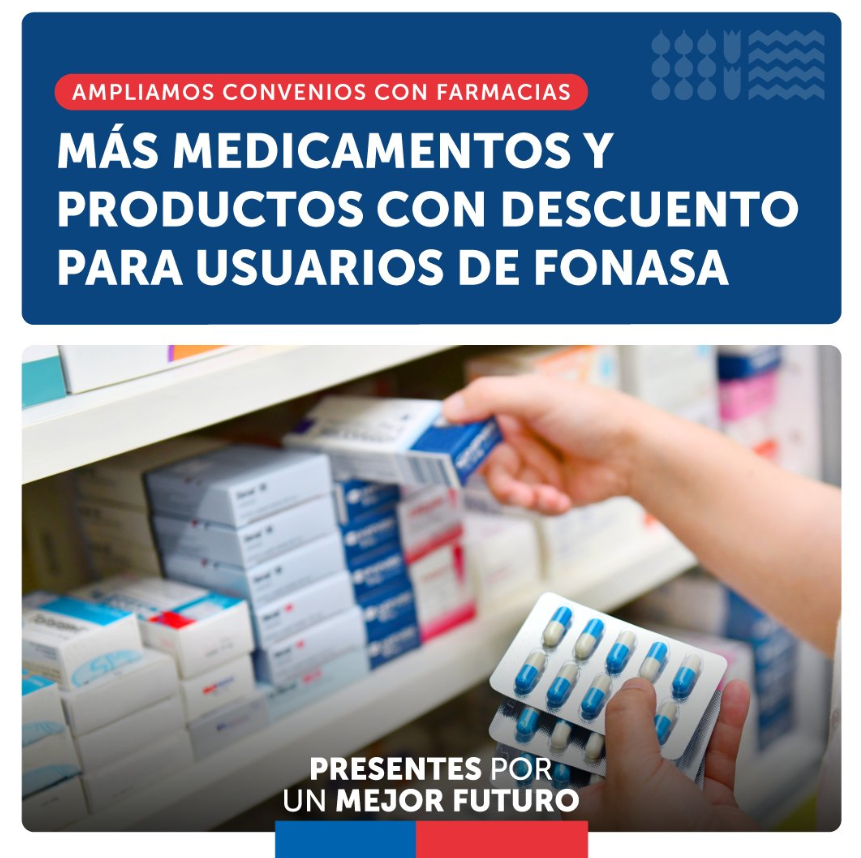 AMPLIAMOS CONVENIOS CON FARMACIAS
MÁS MEDICAMENTOS Y
PRODUCTOS CON DESCUENTO
PARA USUARIOS DE FONASA
PRESENTES POR
UN MEJOR FUTURO